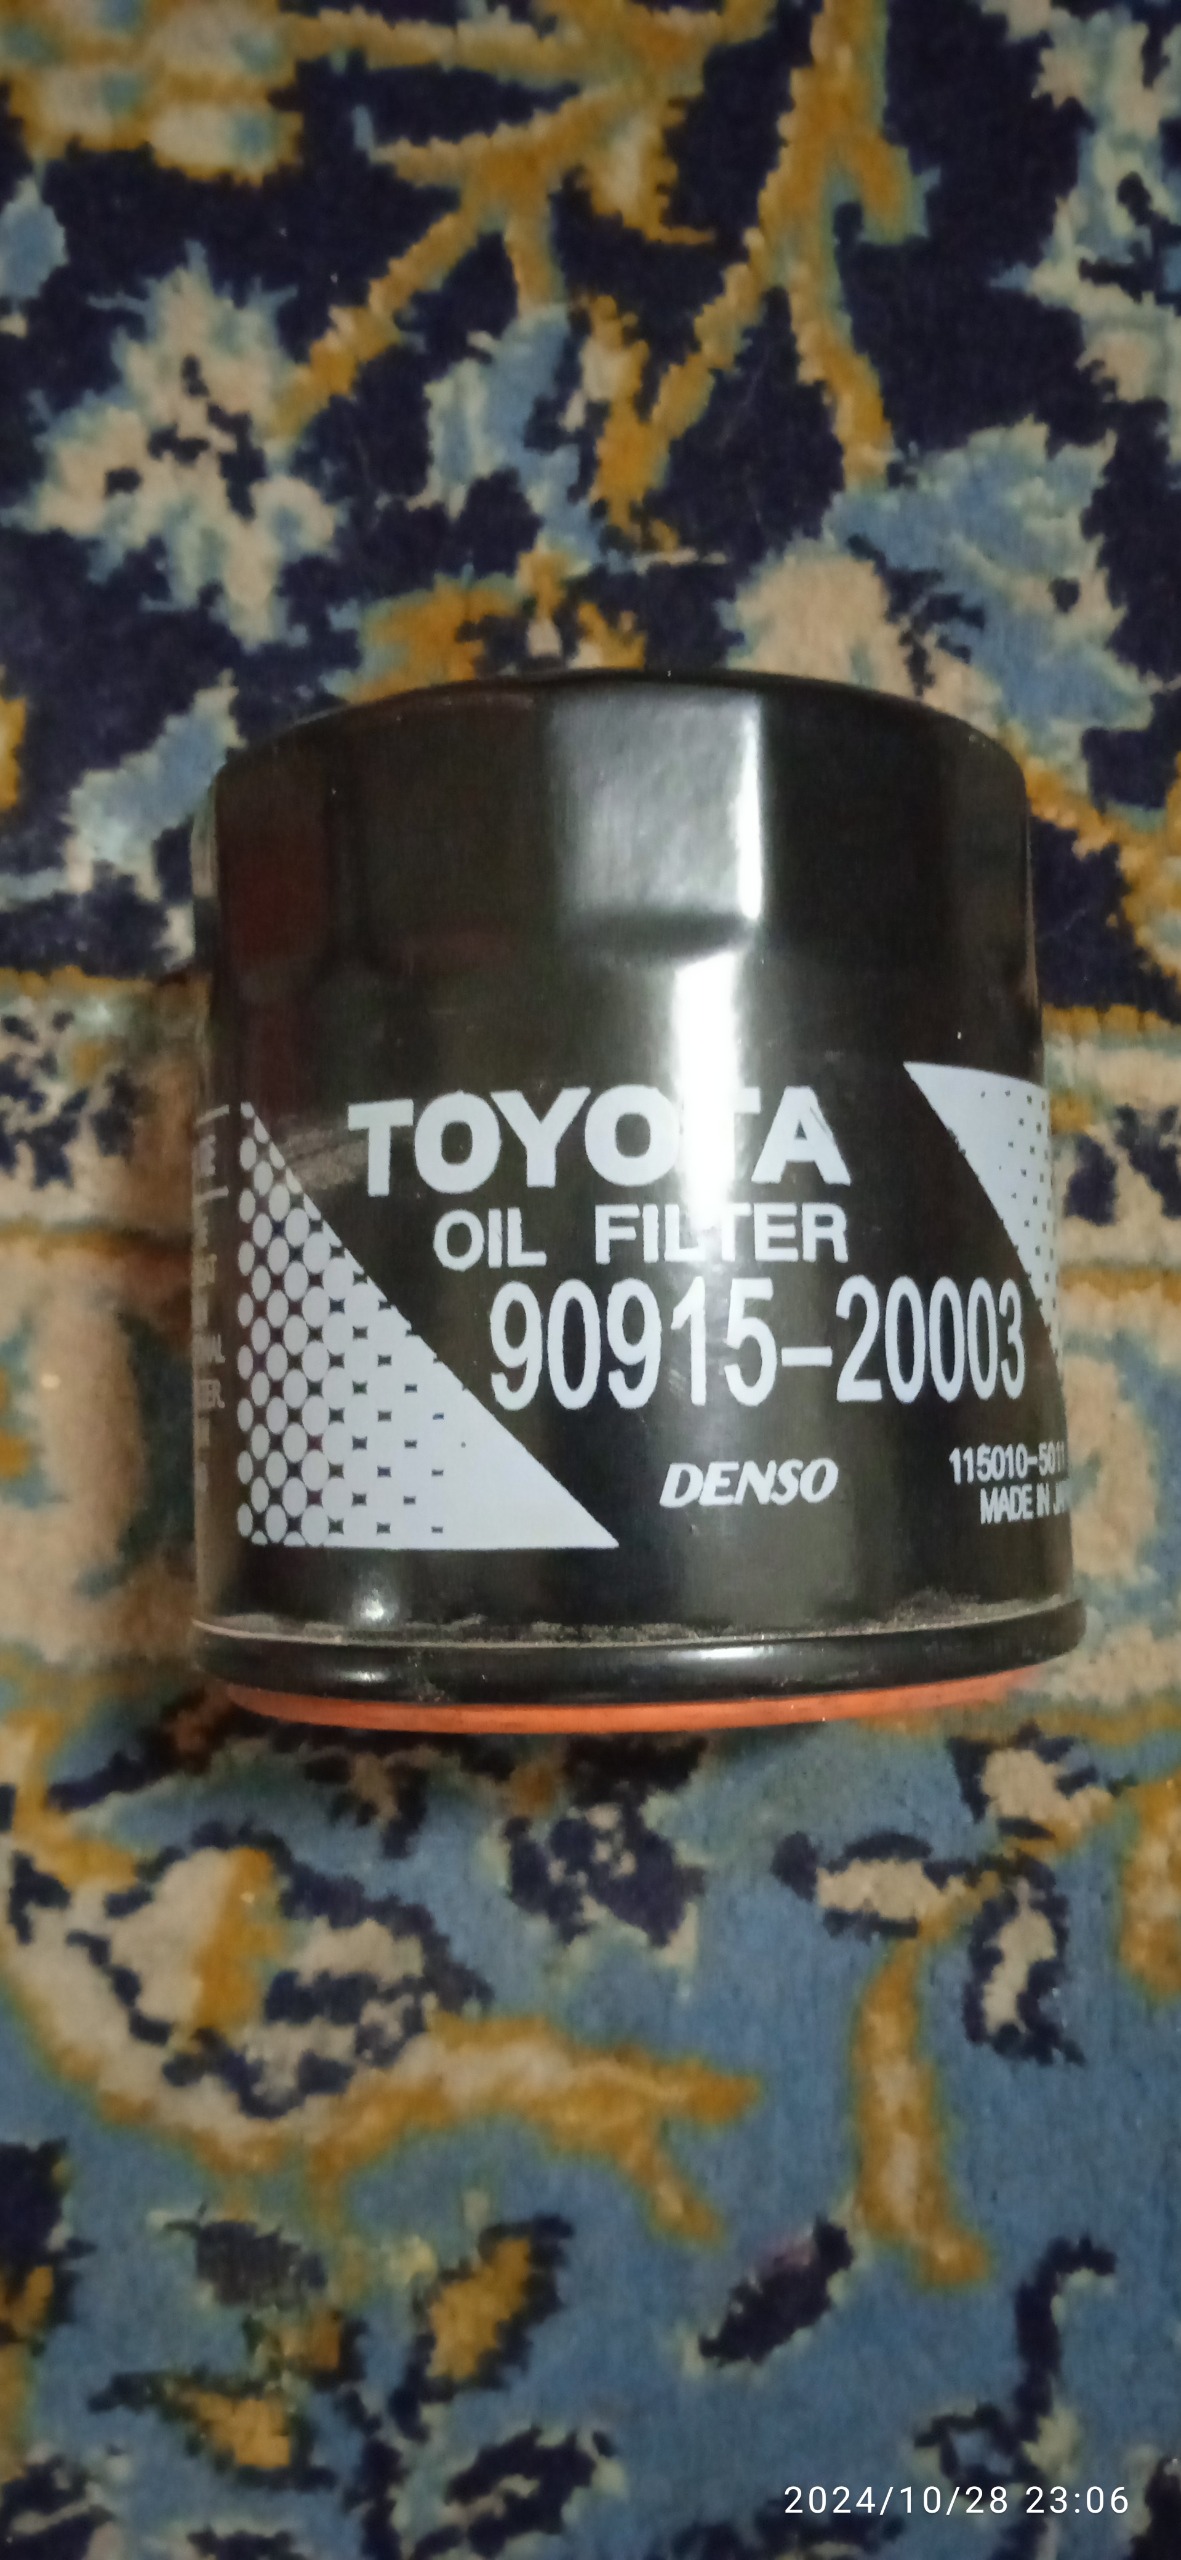 TOYOTA
OIL FILTER
90915-20003
DENSO
MADE IN
2024/10/28 23:06